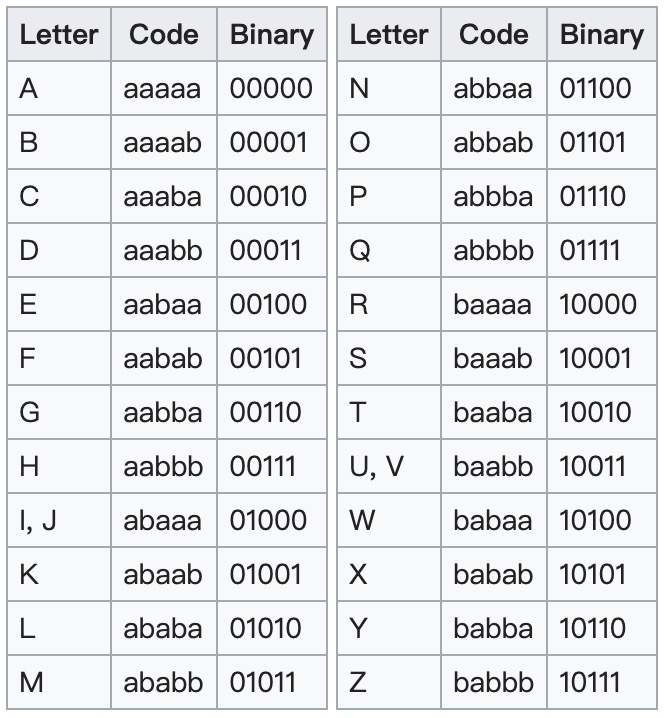 Letter Code Binary Letter Code Binary
A aaaaa 00000 N abbaa 01100
B aaaab 00001 O abbab 01101
C aaaba 00010 P abbba 01110
D aaabb 00011 Q abbbb 01111
E aabaa 00100 R baaaa 10000
F aabab 00101 S baaab 10001
G aabba 00110 T baaba 10010
H aabbb 00111 U, V baabb 10011
I, J abaaa 01000 W babaa 10100
K abaab 01001 X babab 10101
L ababa 01010 Y babba 10110
M ababb 01011 Z babbb 10111